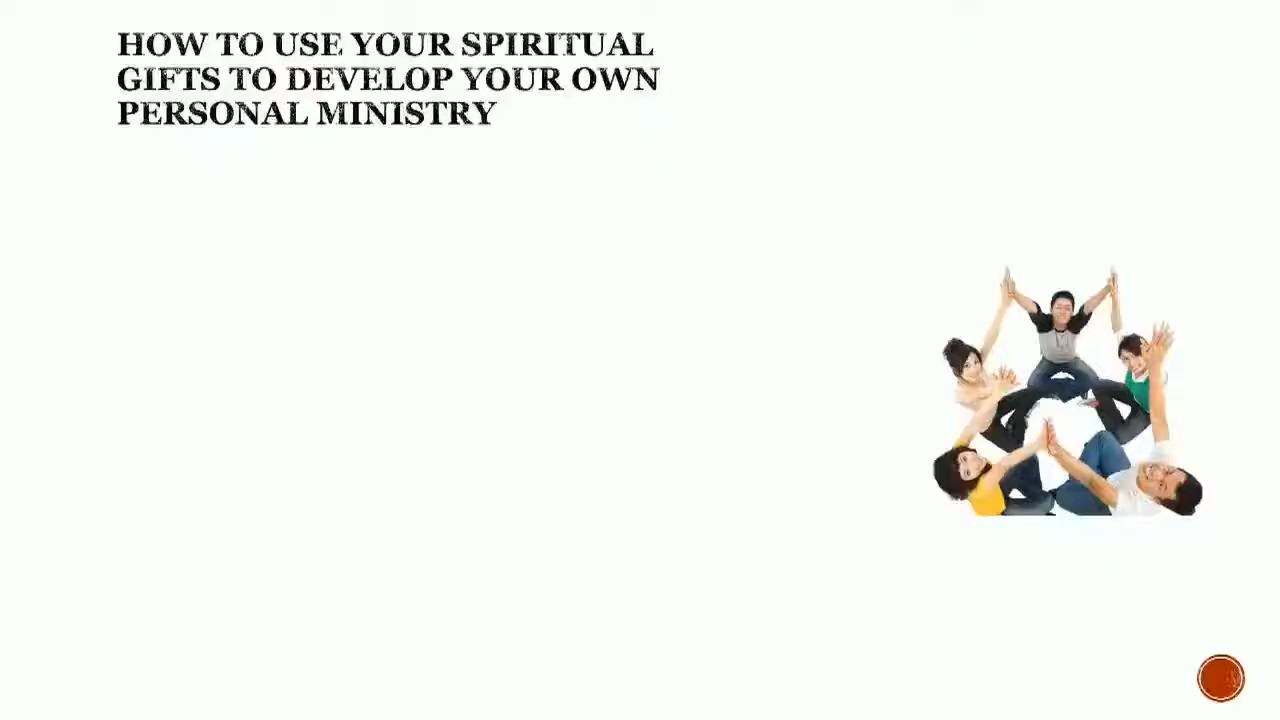 HOW TO USE YOUR SPIRITUAL
GIFTS TO DEVELOP YOUR OWN
PERSONAL MINISTRY